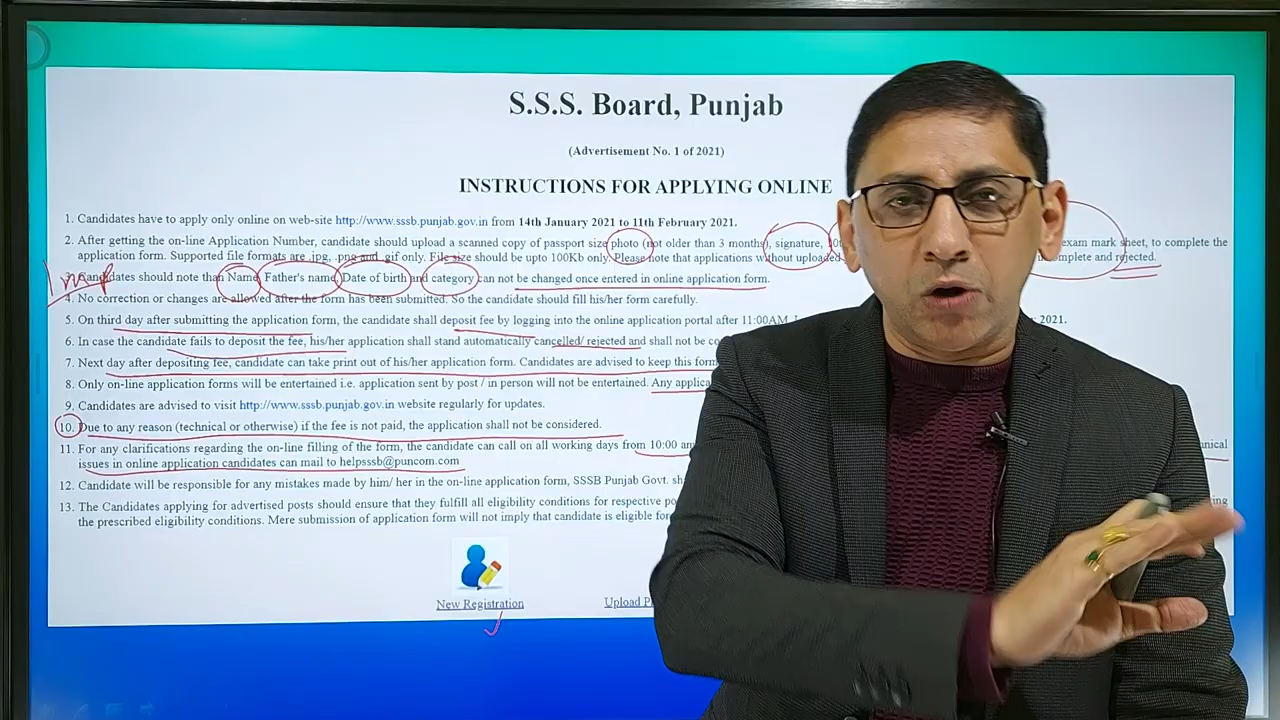 S.S.S. Board, Punjab
(Advertisement No. 1 of 2021)
INSTRUCTIONS FOR APPLYING ONLINE
1. Candidates have to apply only online on web-site http://www.sssb.punjab.gov.in from 14th January 2021 to 11th February 2021.
2. After getting the on-line Application Number, candidate should upload a scanned copy of passport size photo (not older than 3 months), signature, exam mark sheet, to complete the
application form. Supported file formats are .jpg, .png and .gif only. File size should be upto 100Kb only. Please note that applications without uploaded and rejected.
Imp
3. Candidates should note than Name, Father's name, Date of birth and category can not be changed once entered in online application form.
4. No correction or changes are allowed after the form has been submitted. So the candidate should fill his/her form carefully.
5. On third day after submitting the application form, the candidate shall deposit fee by logging into the online application portal after 11:00AM. 2021.
6. In case the candidate fails to deposit the fee, his/her application shall stand automatically cancelled/ rejected and shall not be
7. Next day after depositing fee, candidate can take print out of his/her application form. Candidates are advised to keep this
8. Only on-line application forms will be entertained i.e. application sent by post / in person will not be entertained. Any
9. Candidates are advised to visit http://www.sssb.punjab.gov.in website regularly for updates.
10. Due to any reason (technical or otherwise) if the fee is not paid, the application shall not be considered.
11. For any clarifications regarding the on-line filling of the form, the candidate can call on all working days from 10:00
issues in online application candidates can mail to helpsssb@puncom.com
12. Candidate will be responsible for any mistakes made by him/ her in the on-line application form, SSSB Punjab Govt.
13. The Candidates applying for advertised posts should ensure that they fulfill all eligibility conditions for respective
the prescribed eligibility conditions. Mere submission of application form will not imply that candidate is eligible
New Registration
Upload